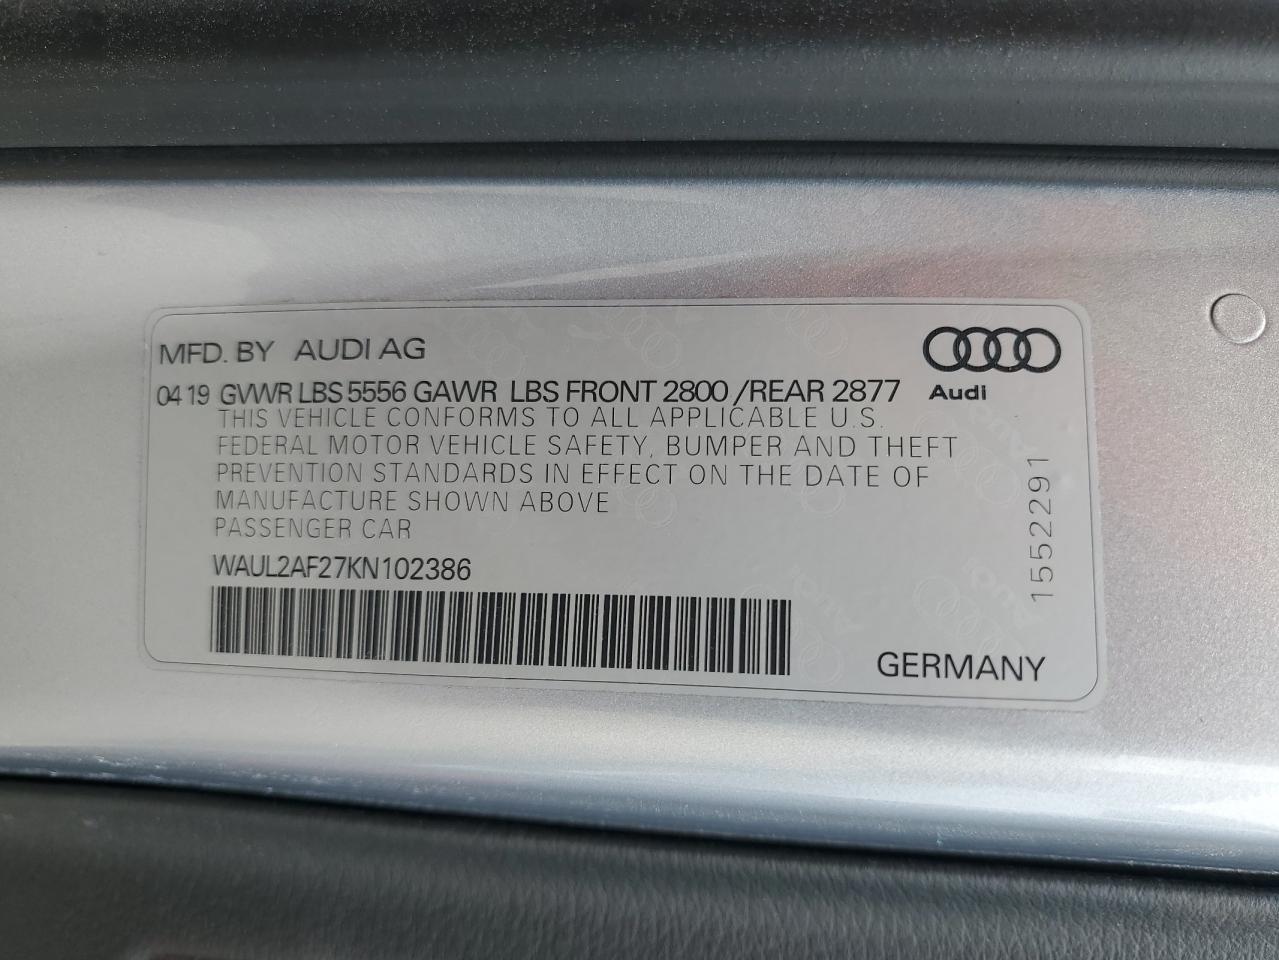 MFD. BY AUDI AG
04 19 GVWR LBS 5556 GAWR LBS FRONT 2800 /REAR 2877
Audi
THIS VEHICLE CONFORMS TO ALL APPLICABLE U.S.
FEDERAL MOTOR VEHICLE SAFETY, BUMPER AND THEFT
PREVENTION STANDARDS IN EFFECT ON THE DATE OF
MANUFACTURE SHOWN ABOVE
PASSENGER CAR
WAUL2AF27KN102386
1552291
GERMANY